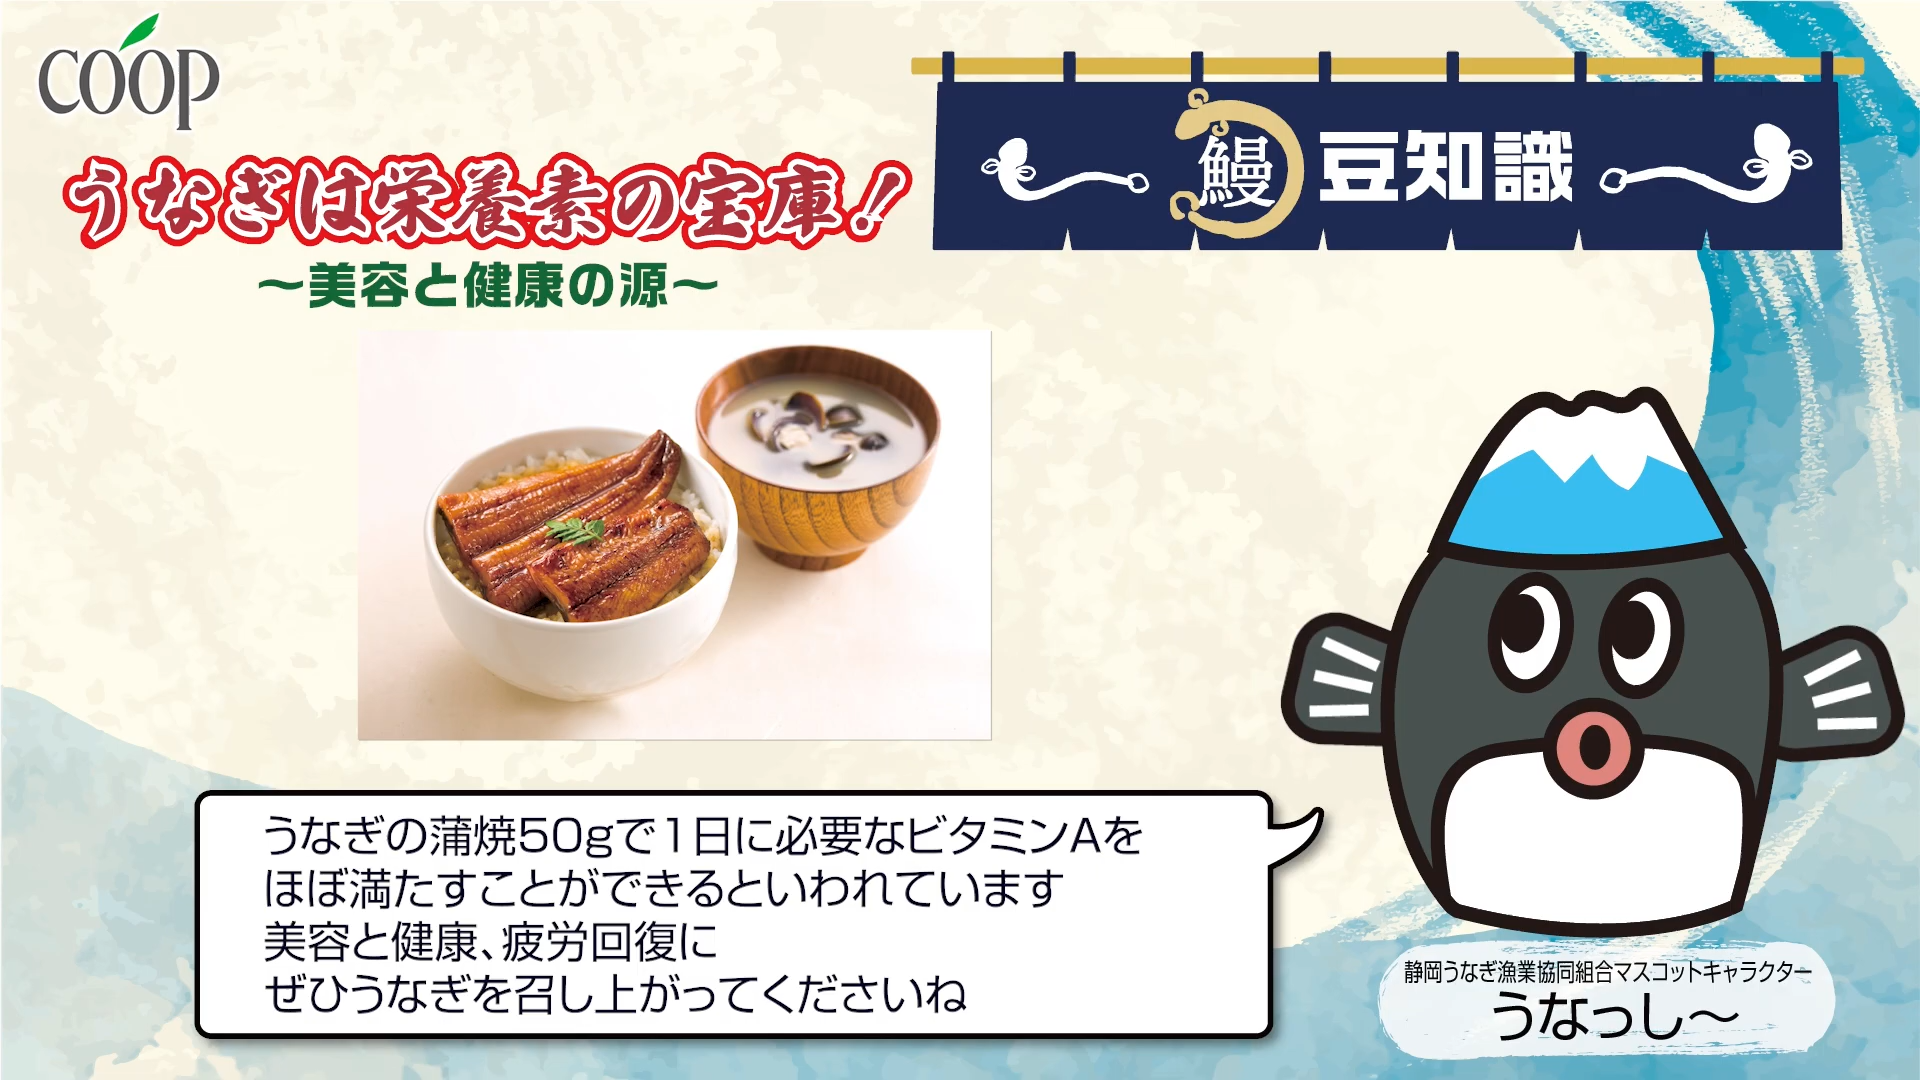 COOP
鰻 豆知識
うなぎは栄養素の宝庫！
～美容と健康の源～
うなぎの蒲焼50gで1日に必要なビタミンAを
ほぼ満たすことができるといわれています
美容と健康、疲労回復に
ぜひうなぎを召し上がってくださいね
静岡うなぎ漁業協同組合マスコットキャラクター
うなっし～